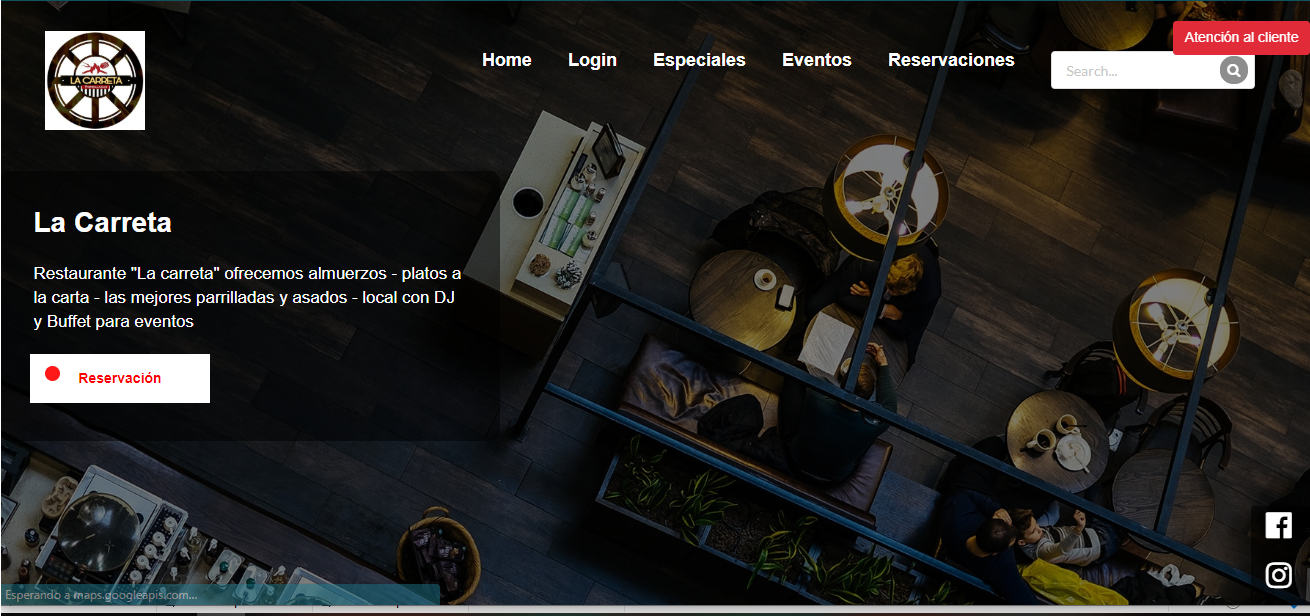 Atención al cliente
Home Login Especiales Eventos Reservaciones
Search...
LA CARRETA
La Carreta
Restaurante "La carreta" ofrecemos almuerzos - platos a
la carta - las mejores parrilladas y asados - local con DJ
y Buffet para eventos
Reservación
Esperando a maps.googleapis.com...